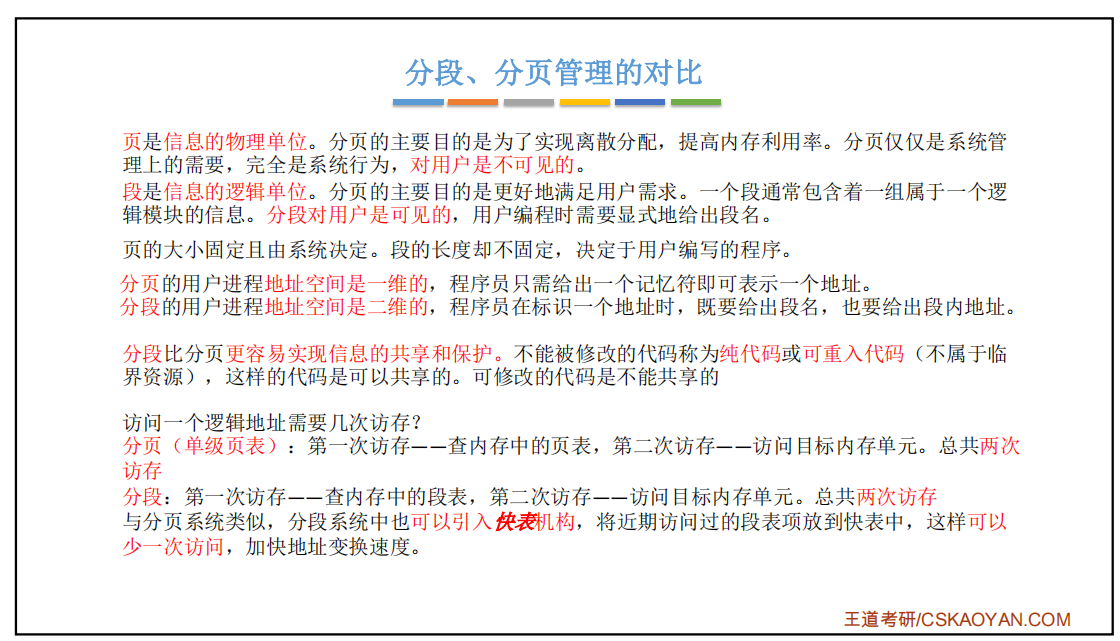 分段、分页管理的对比
页是信息的物理单位。分页的主要目的是为了实现离散分配，提高内存利用率。分页仅仅是系统管
理上的需要，完全是系统行为，对用户是不可见的。
段是信息的逻辑单位。分页的主要目的是更好地满足用户需求。一个段通常包含着一组属于一个逻
辑模块的信息。分段对用户是可见的，用户编程时需要显式地给出段名。
页的大小固定且由系统决定。段的长度却不固定，决定于用户编写的程序。
分页的用户进程地址空间是一维的，程序员只需给出一个记忆符即可表示一个地址。
分段的用户进程地址空间是二维的，程序员在标识一个地址时，既要给出段名，也要给出段内地址。
分段比分页更容易实现信息的共享和保护。不能被修改的代码称为纯代码或可重入代码（不属于临
界资源），这样的代码是可以共享的。可修改的代码是不能共享的
访问一个逻辑地址需要几次访存？
分页（单级页表）：第一次访存——查内存中的页表，第二次访存——访问目标内存单元。总共两次
访存
分段：第一次访存——查内存中的段表，第二次访存——访问目标内存单元。总共两次访存
与分页系统类似，分段系统中也可以引入快表机构，将近期访问过的段表项放到快表中，这样可以
少一次访问，加快地址变换速度。
王道考研/CSKAOYAN.COM